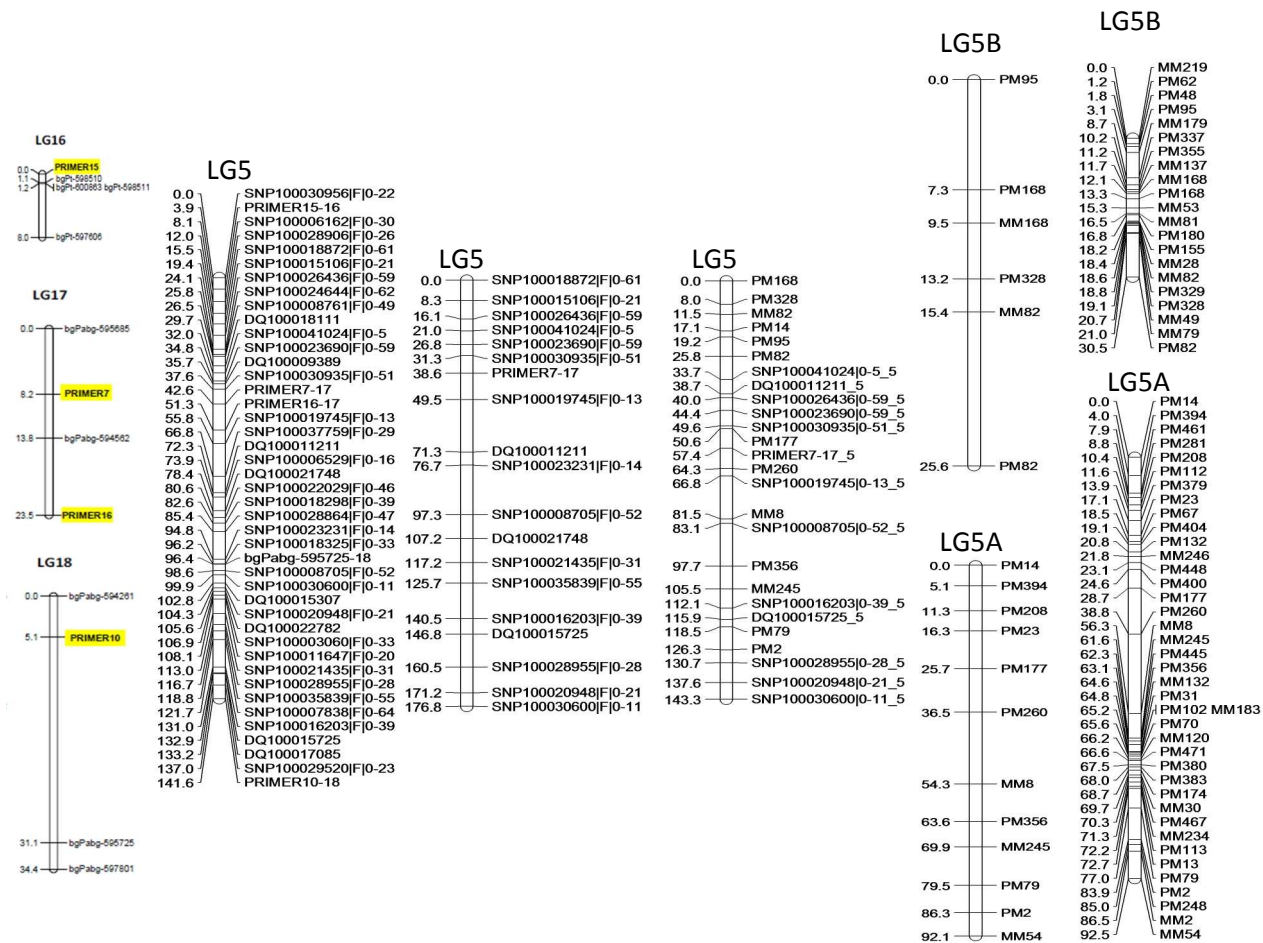 LG16
0.0 PRIMER15
1.1 bgPt-598510
1.2 bgPt-600863 bgPt-598511
8.0 bgPt-597606
LG17
0.0 bgPabg-595685
8.2 PRIMER7
13.8 bgPabg-594562
23.5 PRIMER16
LG18
0.0 bgPabg-594261
5.1 PRIMER10
31.1 bgPabg-595725
34.4 bgPabg-597801
LG5
0.0 SNP100030956|F|0-22
3.9 PRIMER15-16
8.1 SNP100006162|F|0-30
12.0 SNP100028906|F|0-26
15.5 SNP100018872|F|0-61
19.4 SNP100015106|F|0-21
24.1 SNP100026436|F|0-59
25.8 SNP100024644|F|0-62
26.5 SNP100008761|F|0-49
29.7 DQ100018111
32.0 SNP100041024|F|0-5
34.8 SNP100023690|F|0-59
35.7 DQ100009389
37.6 SNP100030935|F|0-51
42.6 PRIMER7-17
51.3 PRIMER16-17
55.8 SNP100019745|F|0-13
66.8 SNP100037759|F|0-29
72.3 DQ100011211
73.9 SNP100006529|F|0-16
78.4 DQ100021748
80.6 SNP100022029|F|0-46
82.6 SNP100018298|F|0-39
85.4 SNP100028864|F|0-47
94.8 SNP100023231|F|0-14
96.2 SNP100018325|F|0-33
96.4 bgPabg-595725-18
98.6 SNP100008705|F|0-52
99.9 SNP100030600|F|0-11
102.8 DQ100015307
104.3 SNP100020948|F|0-21
105.6 DQ100022782
106.9 SNP100003060|F|0-33
108.1 SNP100011647|F|0-20
113.0 SNP100021435|F|0-31
116.7 SNP100028955|F|0-28
118.8 SNP100035839|F|0-55
121.7 SNP100007838|F|0-64
131.0 SNP100016203|F|0-39
132.9 DQ100015725
133.2 DQ100017085
137.0 SNP100029520|F|0-23
141.6 PRIMER10-18
LG5
0.0 SNP100018872|F|0-61
8.3 SNP100015106|F|0-21
16.1 SNP100026436|F|0-59
21.0 SNP100041024|F|0-5
26.8 SNP100023690|F|0-59
31.3 SNP100030935|F|0-51
38.6 PRIMER7-17
49.5 SNP100019745|F|0-13
71.3 DQ100011211
76.7 SNP100023231|F|0-14
97.3 SNP100008705|F|0-52
107.2 DQ100021748
117.2 SNP100021435|F|0-31
125.7 SNP100035839|F|0-55
140.5 SNP100016203|F|0-39
146.8 DQ100015725
160.5 SNP100028955|F|0-28
171.2 SNP100020948|F|0-21
176.8 SNP100030600|F|0-11
LG5
0.0 PM168
8.0 PM328
11.5 MM82
17.1 PM14
19.2 PM95
25.8 PM82
33.7 SNP100041024|0-5_5
38.7 DQ100011211_5
40.0 SNP100026436|0-59_5
44.4 SNP100023690|0-59_5
49.6 SNP100030935|0-51_5
50.6 PM177
57.4 PRIMER7-17_5
64.3 PM260
66.8 SNP100019745|0-13_5
81.5 MM8
83.1 SNP100008705|0-52_5
97.7 PM356
105.5 MM245
112.1 SNP100016203|0-39_5
115.9 DQ100015725_5
118.5 PM79
126.3 PM2
130.7 SNP100028955|0-28_5
137.6 SNP100020948|0-21_5
143.3 SNP100030600|0-11_5
LG5B
0.0 PM95
7.3 PM168
9.5 MM168
13.2 PM328
15.4 MM82
25.6 PM82
LG5A
0.0 PM14
5.1 PM394
11.3 PM208
16.3 PM23
25.7 PM177
36.5 PM260
54.3 MM8
63.6 PM356
69.9 MM245
79.5 PM79
86.3 PM2
92.1 MM54
LG5B
0.0 MM219
1.2 PM62
1.8 PM48
3.1 PM95
8.7 MM179
10.2 PM337
11.2 PM355
11.7 MM137
12.1 MM168
13.3 PM168
15.3 MM53
16.5 MM81
16.8 PM180
18.2 PM155
18.4 MM28
18.6 MM82
18.8 PM329
19.1 PM328
20.7 MM49
21.0 MM79
30.5 PM82
LG5A
0.0 PM14
4.0 PM394
7.9 PM461
8.8 PM281
10.4 PM208
11.6 PM112
13.9 PM379
17.1 PM23
18.5 PM67
19.1 PM404
20.8 PM132
21.8 MM246
23.1 PM448
24.6 PM400
28.7 PM177
38.8 PM260
56.3 MM8
61.6 MM245
62.3 PM445
63.1 PM356
64.6 MM132
64.8 PM31
65.2 PM102 MM183
65.6 PM70
66.2 MM120
66.6 PM471
67.5 PM380
68.0 PM383
68.7 PM174
69.7 MM30
70.3 PM467
71.3 MM234
72.2 PM113
72.7 PM13
77.0 PM79
83.9 PM2
85.0 PM248
86.5 MM2
92.5 MM54